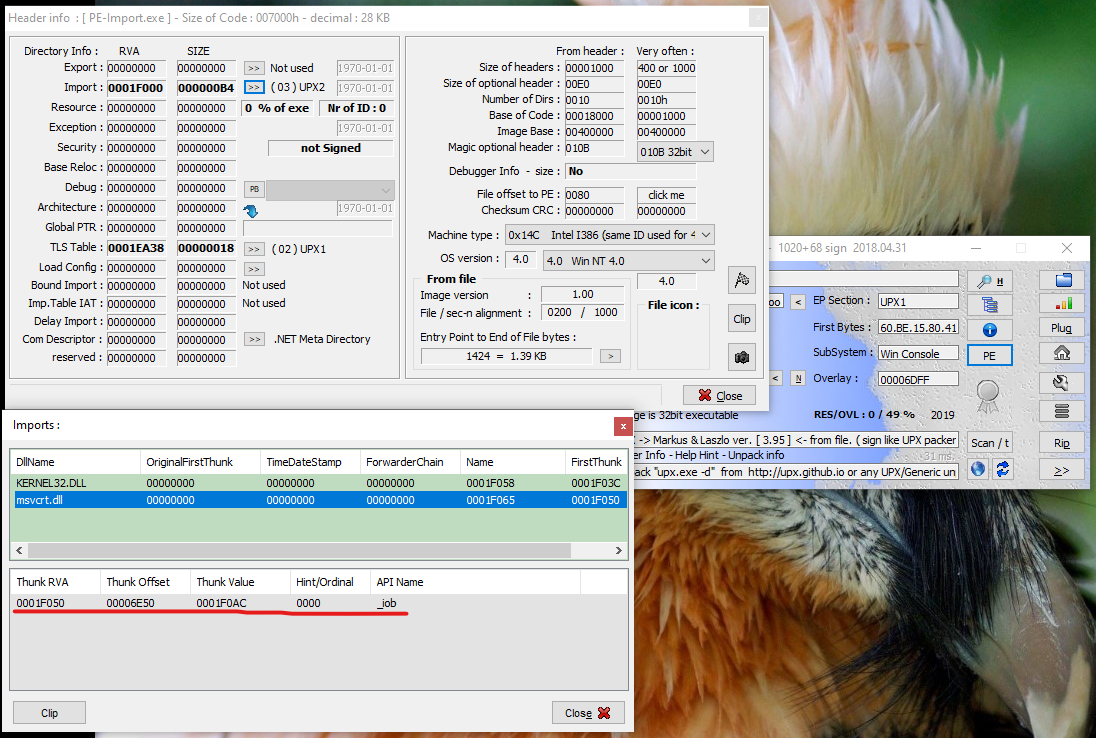 Header info : [ PE-Import.exe ] - Size of Code : 007000h - decimal : 28 KB
x
Directory Info : RVA SIZE
Export : 00000000 00000000 >> Not used 1970-01-01
Import : 0001F000 000000B4 >> ( 03 ) UPX2 1970-01-01
Resource : 00000000 00000000 0 % of exe Nr of ID : 0
Exception : 00000000 00000000 1970-01-01
Security : 00000000 00000000 not Signed
Base Reloc : 00000000 00000000
Debug : 00000000 00000000 PB
Architecture : 00000000 00000000 1970-01-01
Global PTR : 00000000 00000000
TLS Table : 0001EA38 00000018 >> ( 02 ) UPX1
Load Config : 00000000 00000000 >>
Bound Import : 00000000 00000000 Not used
Imp.Table IAT : 00000000 00000000 Not used
Delay Import : 00000000 00000000
Com Descriptor : 00000000 00000000 >> .NET Meta Directory
reserved : 00000000 00000000
From header : Very often :
Size of headers : 00001000 400 or 1000
Size of optional header : 00E0 00E0
Number of Dirs : 0010 0010h
Base of Code : 00018000 00001000
Image Base : 00400000 00400000
Magic optional header : 010B 010B 32bit
Debugger Info - size : No
File offset to PE : 0080 click me
Checksum CRC : 00000000 00000000
Machine type : 0x14C Intel I386 (same ID used for 4
OS version : 4.0 4.0 Win NT 4.0
From file 4.0
Image version : 1.00 File icon :
File / sec-n alignment : 0200 / 1000
Entry Point to End of File bytes :
1424 = 1.39 KB >
Clip
Close
- 1020+68 sign 2018.04.31
oo < EP Section : UPX1 H
First Bytes : 60.BE.15.80.41 Plug
SubSystem : Win Console PE
< N Overlay : 00006DFF
ge is 32bit executable RES/OVL : 0 / 49 % 2019
-> Markus & Laszlo ver. [ 3.95 ] <- from file. ( sign like UPX packer Scan / t Rip
er Info - Help Hint - Unpack info 31 ms.
ack "upx.exe -d" from http://upx.github.io or any UPX/Generic un >>
Imports :
x
DllName OriginalFirstThunk TimeDateStamp ForwarderChain Name FirstThunk
KERNEL32.DLL 00000000 00000000 00000000 0001F058 0001F03C
msvcrt.dll 00000000 00000000 00000000 0001F065 0001F050
Thunk RVA Thunk Offset Thunk Value Hint/Ordinal API Name
0001F050 00006E50 0001F0AC 0000 _iob
Clip
Close